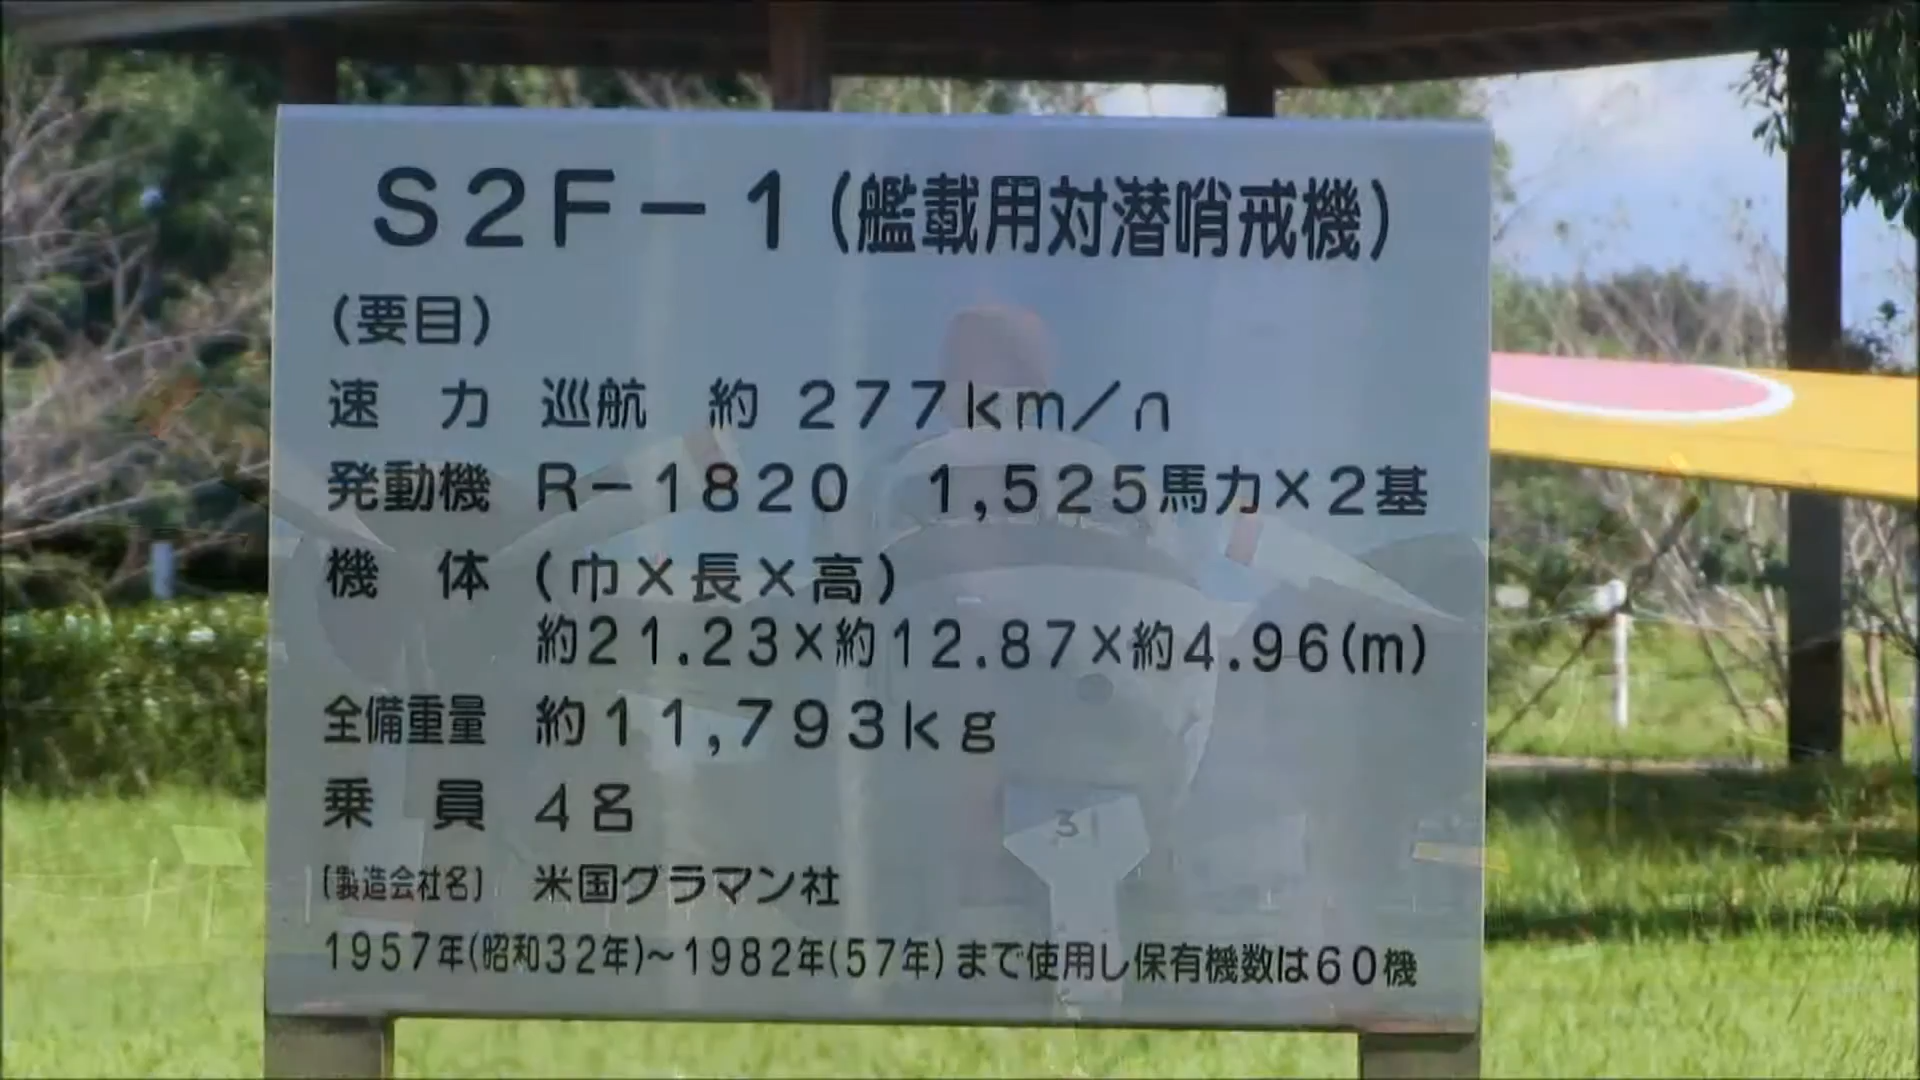 S2F-1(艦載用対潜哨戒機)
(要目)
速 力 巡航 約 277km/h
発動機 R-1820 1,525馬力×2基
機 体 (巾×長×高)
約21.23×約12.87×約4.96(m)
全備重量 約11,793kg
乗 員 4名
〔製造会社名〕 米国グラマン社
1957年(昭和32年)~1982年(57年)まで使用し保有機数は60機
31